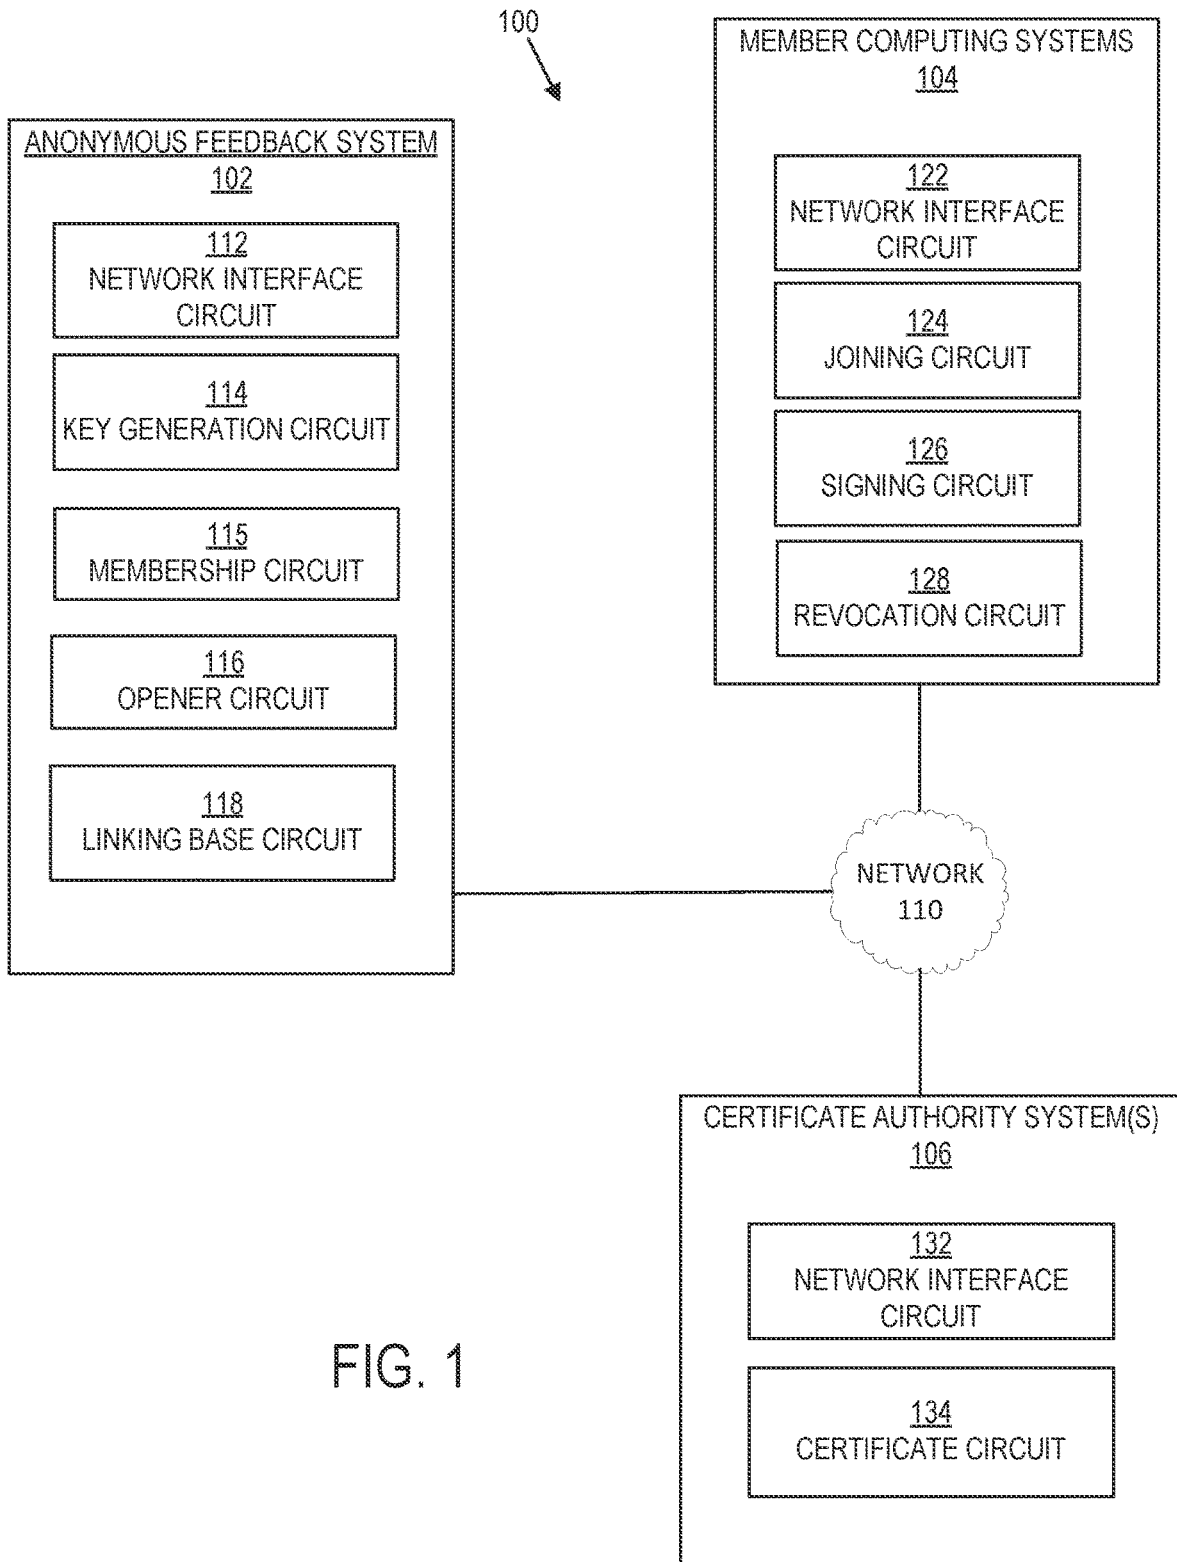 100
MEMBER COMPUTING SYSTEMS
104
122
NETWORK INTERFACE
CIRCUIT
124
JOINING CIRCUIT
126
SIGNING CIRCUIT
128
REVOCATION CIRCUIT
ANONYMOUS FEEDBACK SYSTEM
102
112
NETWORK INTERFACE
CIRCUIT
114
KEY GENERATION CIRCUIT
115
MEMBERSHIP CIRCUIT
116
OPENER CIRCUIT
118
LINKING BASE CIRCUIT
NETWORK
110
CERTIFICATE AUTHORITY SYSTEM(S)
106
132
NETWORK INTERFACE
CIRCUIT
134
CERTIFICATE CIRCUIT
FIG. 1